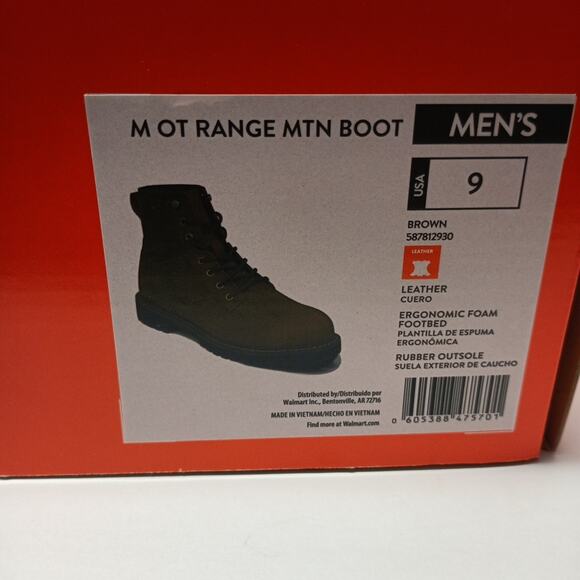 M OT RANGE MTN BOOT
MEN'S
USA
9
BROWN
587812930
LEATHER
LEATHER
CUERO
ERGONOMIC FOAM
FOOTBED
PLANTILLA DE ESPUMA
ERGONÔMICA
RUBBER OUTSOLE
SUELA EXTERIOR DE CAUCHO
Distributed by/Distribuido por
Walmart Inc., Bentonville, AR 72716
MADE IN VIETNAM/HECHO EN VIETNAM
Find more at Walmart.com
0 605388 475701